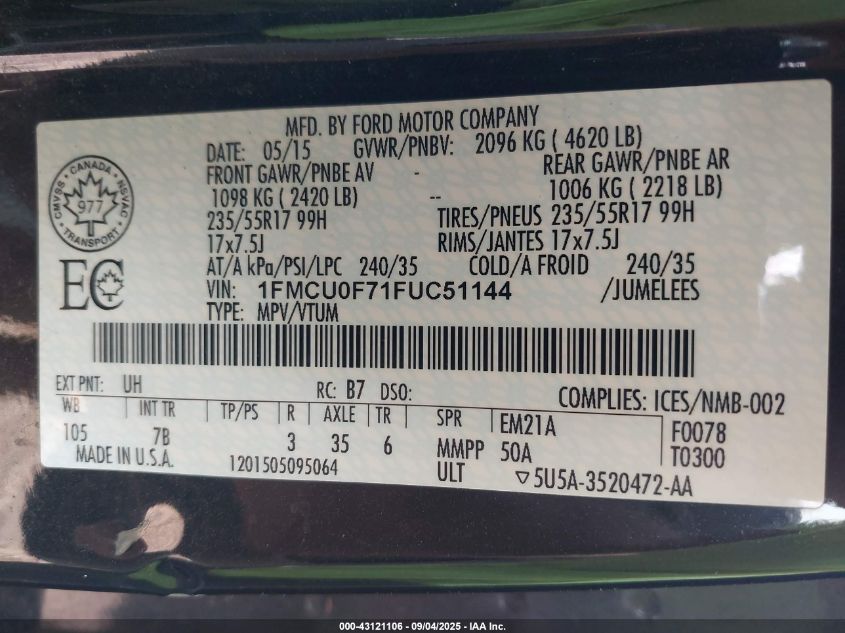 MFD. BY FORD MOTOR COMPANY
DATE: 05/15 GVWR/PNBV: 2096 KG ( 4620 LB)
FRONT GAWR/PNBE AV - REAR GAWR/PNBE AR
1098 KG ( 2420 LB) -- 1006 KG ( 2218 LB)
235/55R17 99H TIRES/PNEUS 235/55R17 99H
17x7.5J RIMS/JANTES 17x7.5J
AT/A kPa/PSI/LPC 240/35 COLD/A FROID 240/35
VIN: 1FMCU0F71FUC51144 /JUMELEES
TYPE: MPV/VTUM
CANADA
CMVSS NSVAC
977
TRANSPORT
EC
EXT PNT: UH RC: B7 DSO: COMPLIES: ICES/NMB-002
WB INT TR TP/PS R AXLE TR SPR EM21A F0078
105 7B 3 35 6 MMPP 50A T0300
MADE IN U.S.A. 1201505095064 ULT ▽5U5A-3520472-AA
000-43121106 - 09/04/2025 - IAA Inc.